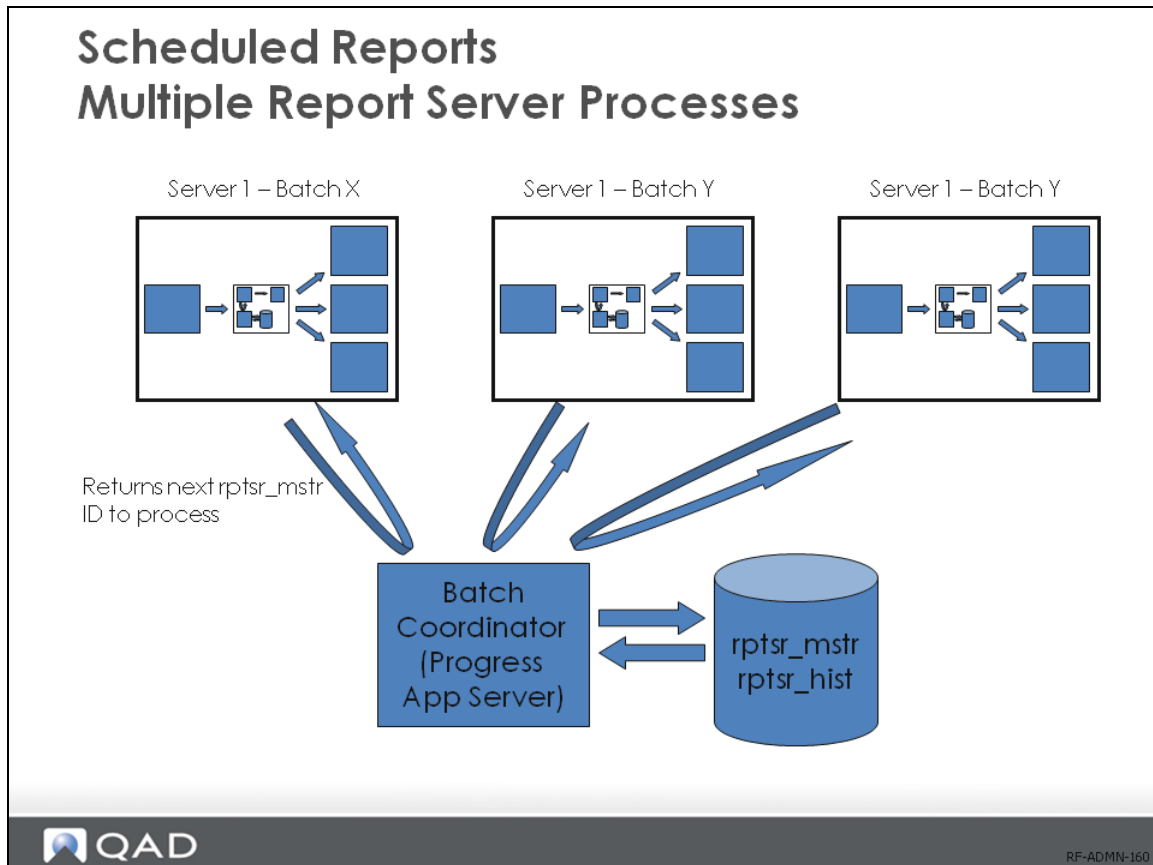 Scheduled Reports
Multiple Report Server Processes
Server 1 – Batch X
Server 1 – Batch Y
Server 1 – Batch Y
Returns next rptsr_mstr
ID to process
Batch
Coordinator
(Progress
App Server)
rptsr_mstr
rptsr_hist
QAD
RF-ADMN-160